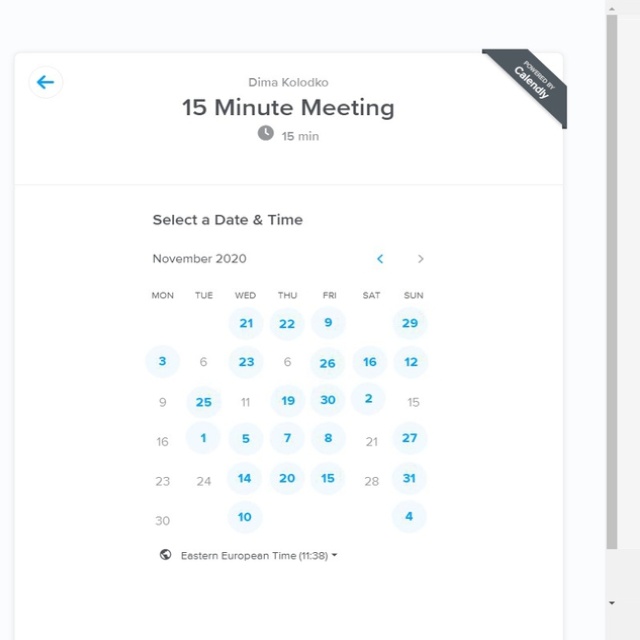 POWERED BY
Calendly
Dima Kolodko
15 Minute Meeting
15 min
Select a Date & Time
November 2020
MON TUE WED THU FRI SAT SUN
21 22 9 29
3 6 23 6 26 16 12
9 25 11 19 30 2 15
16 1 5 7 8 21 27
23 24 14 20 15 28 31
30 10 4
Eastern European Time (11:38)